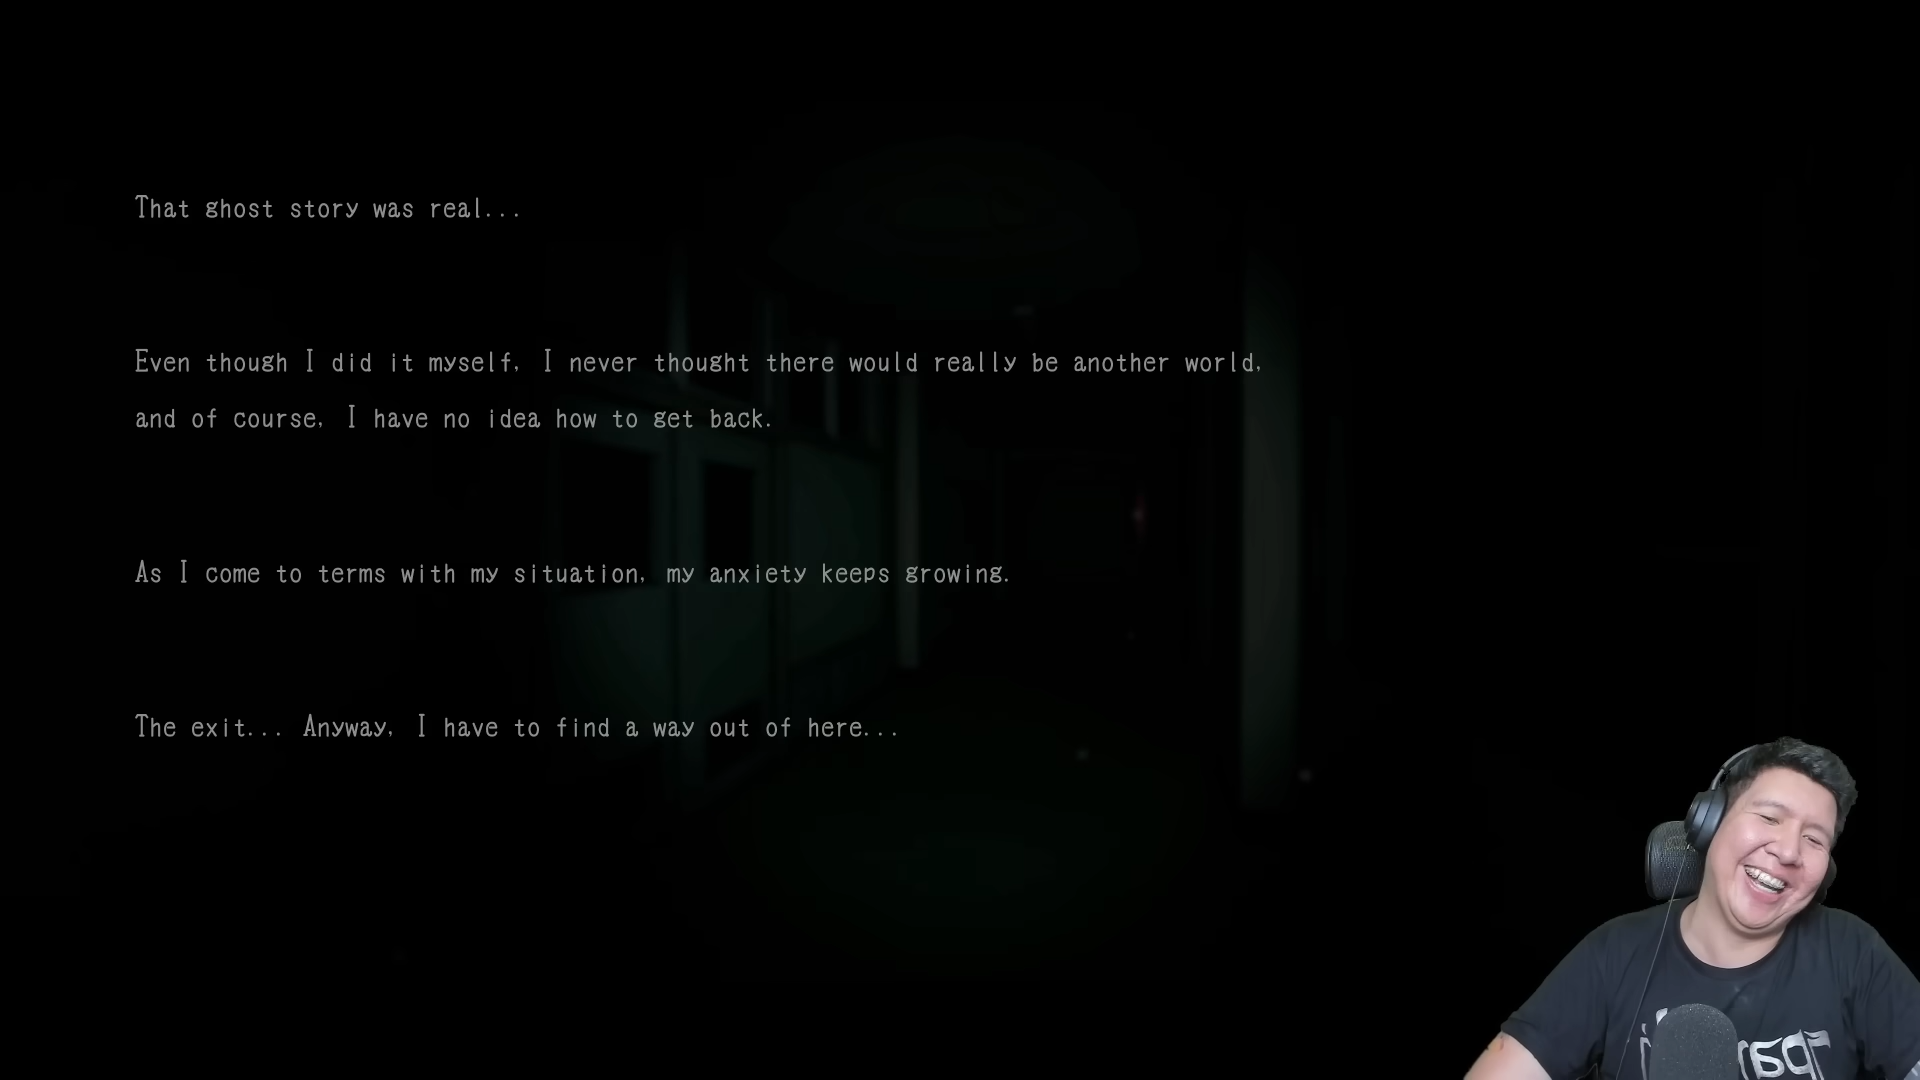 That ghost story was real...
Even though I did it myself, I never thought there would really be another world,
and of course, I have no idea how to get back.
As I come to terms with my situation, my anxiety keeps growing.
The exit... Anyway, I have to find a way out of here...